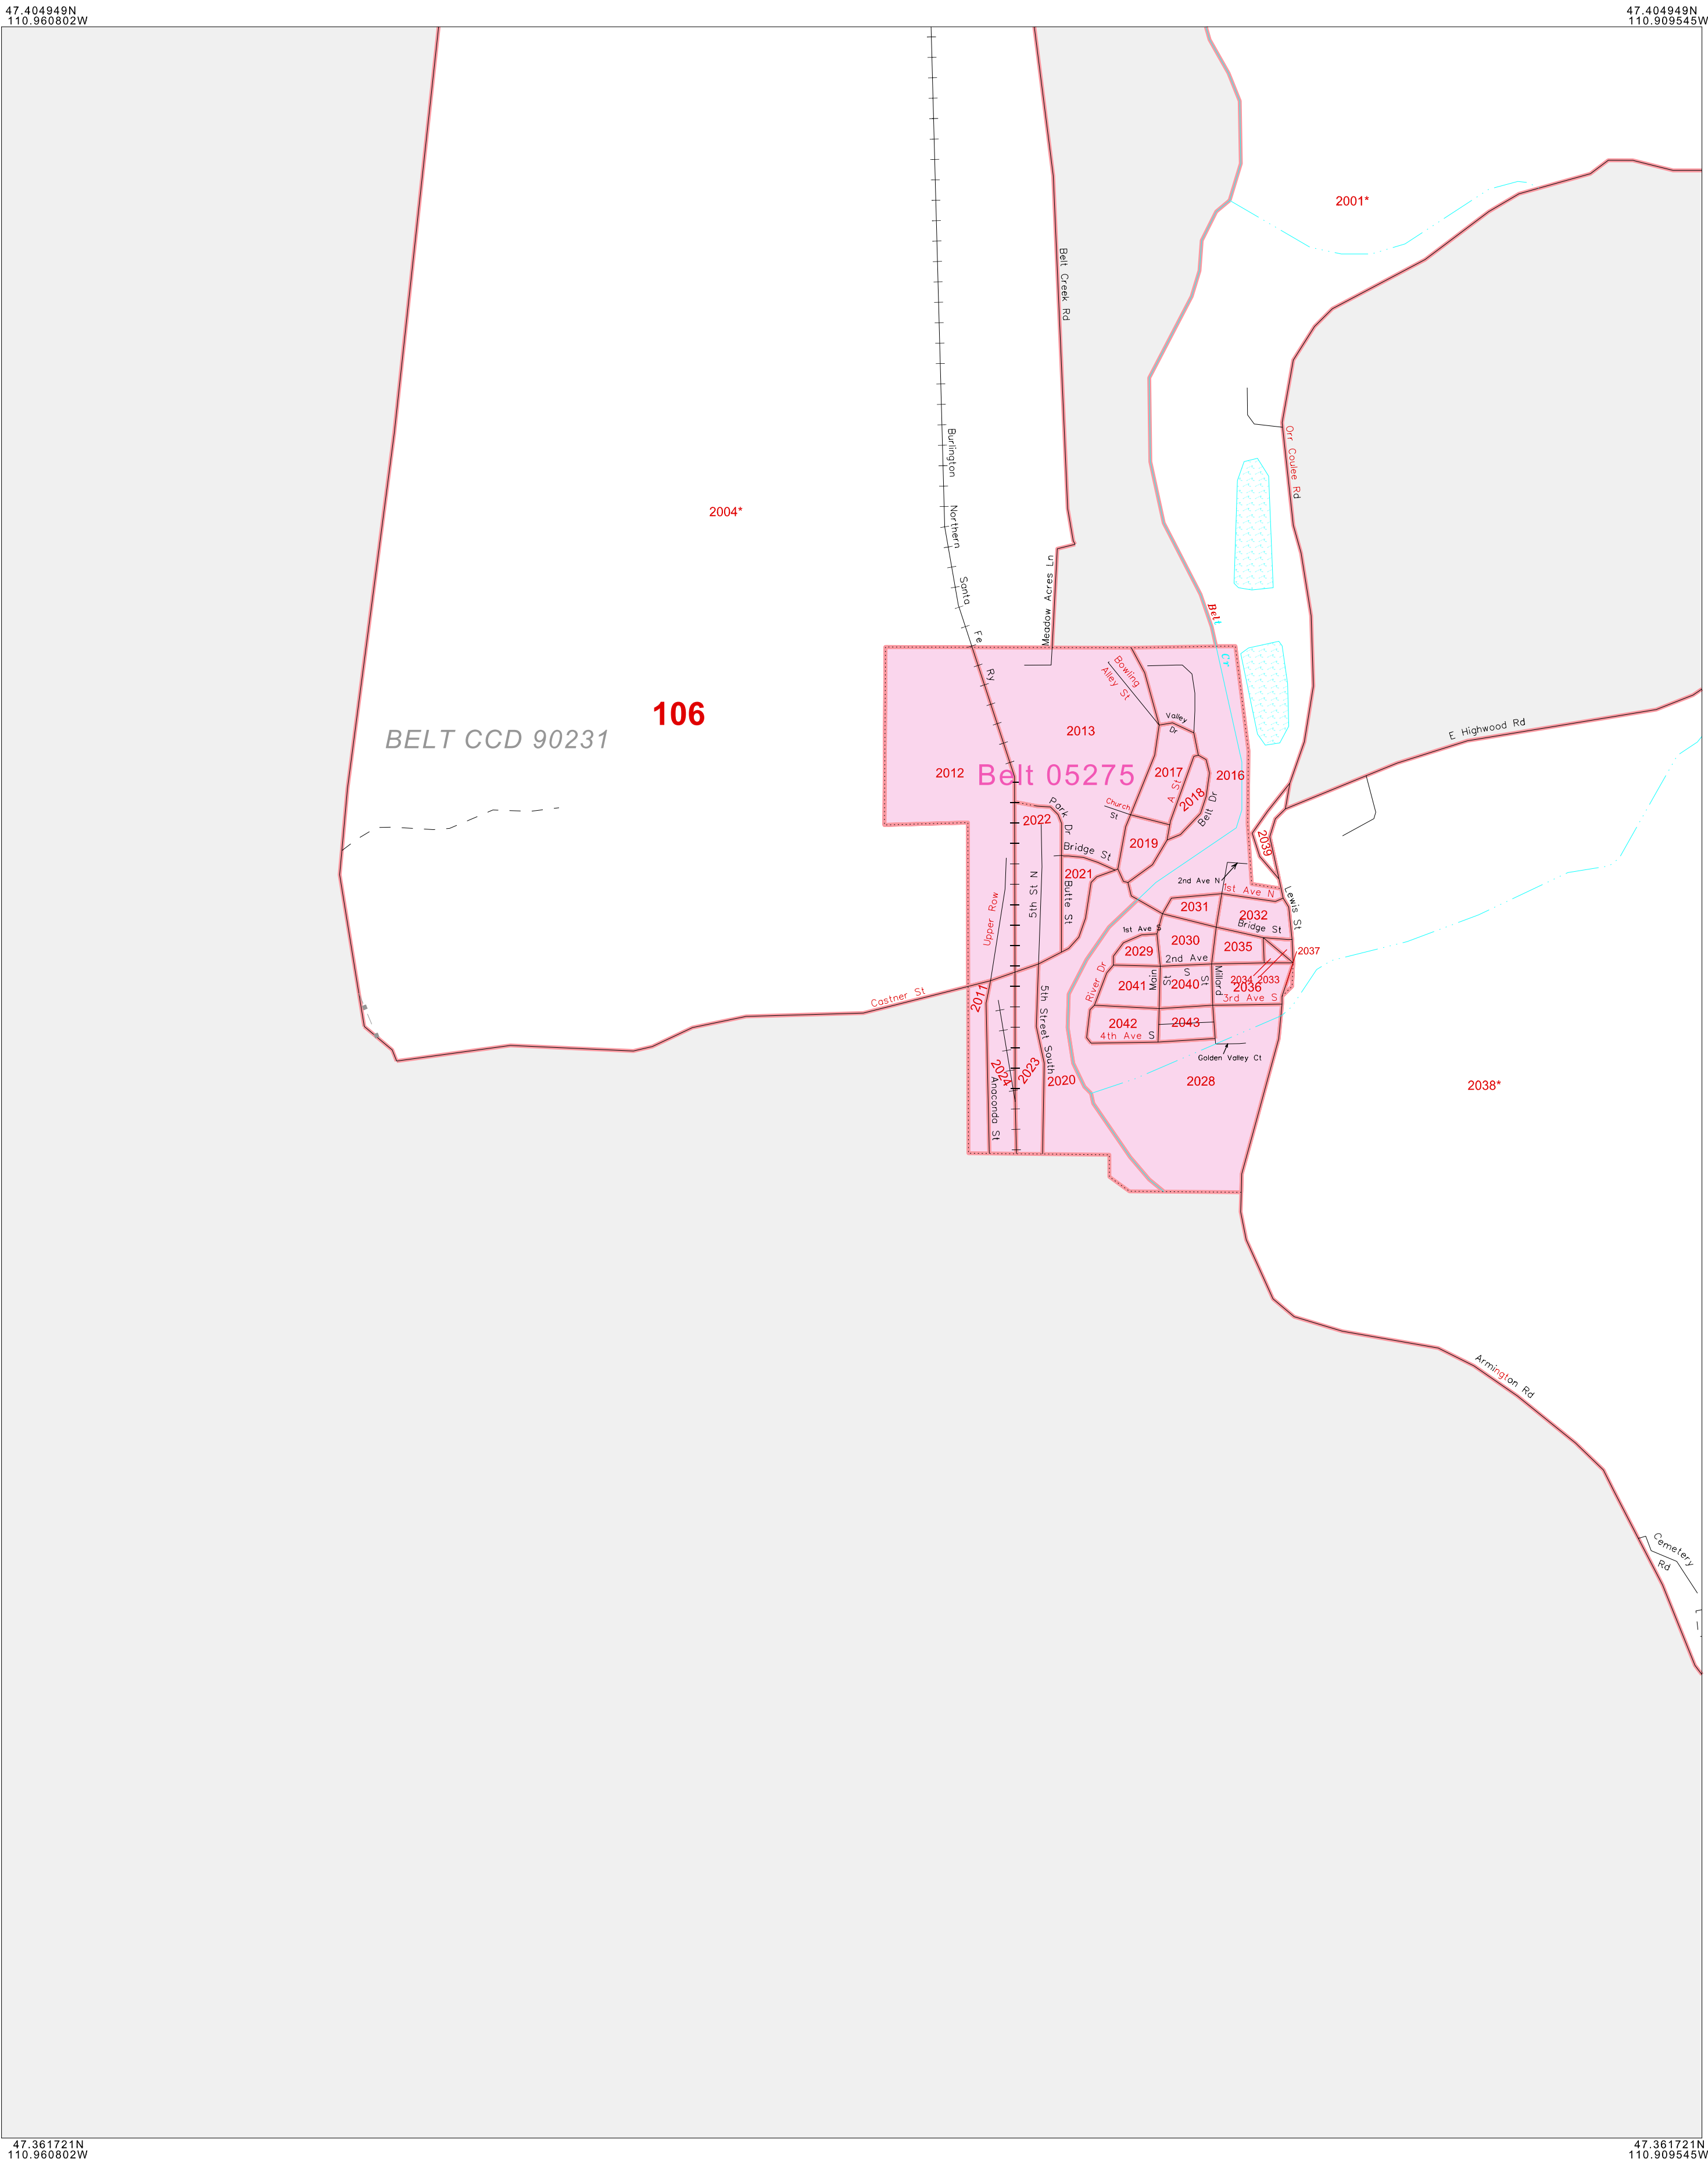 47.404949N
110.960802W
47.404949N
110.909545W
2001*
Belt Creek Rd
Burlington
Northern
Santa
Fe
Ry
Orr Coulee Rd
2004*
Meadow Acres Ln
Belt
Cr
106
BELT CCD 90231
Bowling
Alley St
Valley
Dr
2013
E Highwood Rd
2012
Belt 05275
2017
2016
A St
2018
Belt Dr
Church
St
Park Dr
2022
2019
2039
Bridge St
2021
2nd Ave N
5th St N
Butte St
1st Ave N
Lewis St
Upper Row
2031
2032
1st Ave S
Bridge St
2030
2035
2029
2037
2nd Ave
S
River Dr
Main
St
St
Millard
2034
2033
2041
2040
2036
2011
Castner St
3rd Ave S
5th Street South
2042
2043
4th Ave S
Golden Valley Ct
2024
2023
2020
2028
2038*
Anaconda St
Armington Rd
Cemetery
Rd
47.361721N
110.960802W
47.361721N
110.909545W